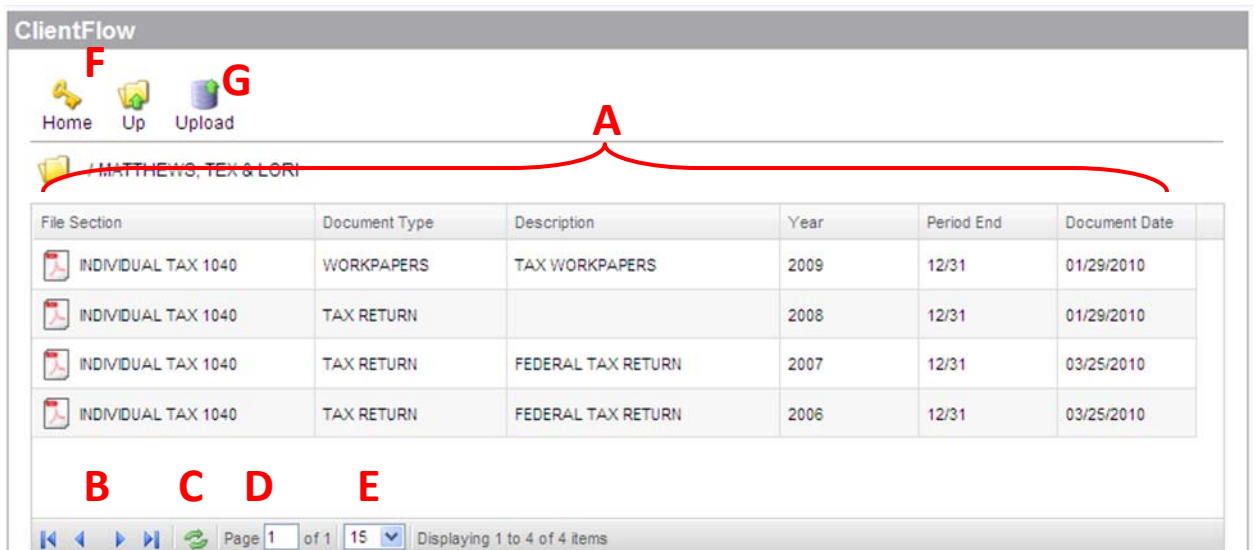 ClientFlow
F
G
Home Up Upload
A
/ MATTHEWS, TEX & LORI
File Section Document Type Description Year Period End Document Date
INDIVIDUAL TAX 1040 WORKPAPERS TAX WORKPAPERS 2009 12/31 01/29/2010
INDIVIDUAL TAX 1040 TAX RETURN 2008 12/31 01/29/2010
INDIVIDUAL TAX 1040 TAX RETURN FEDERAL TAX RETURN 2007 12/31 03/25/2010
INDIVIDUAL TAX 1040 TAX RETURN FEDERAL TAX RETURN 2006 12/31 03/25/2010
B C D E
Page 1 of 1 15 Displaying 1 to 4 of 4 items